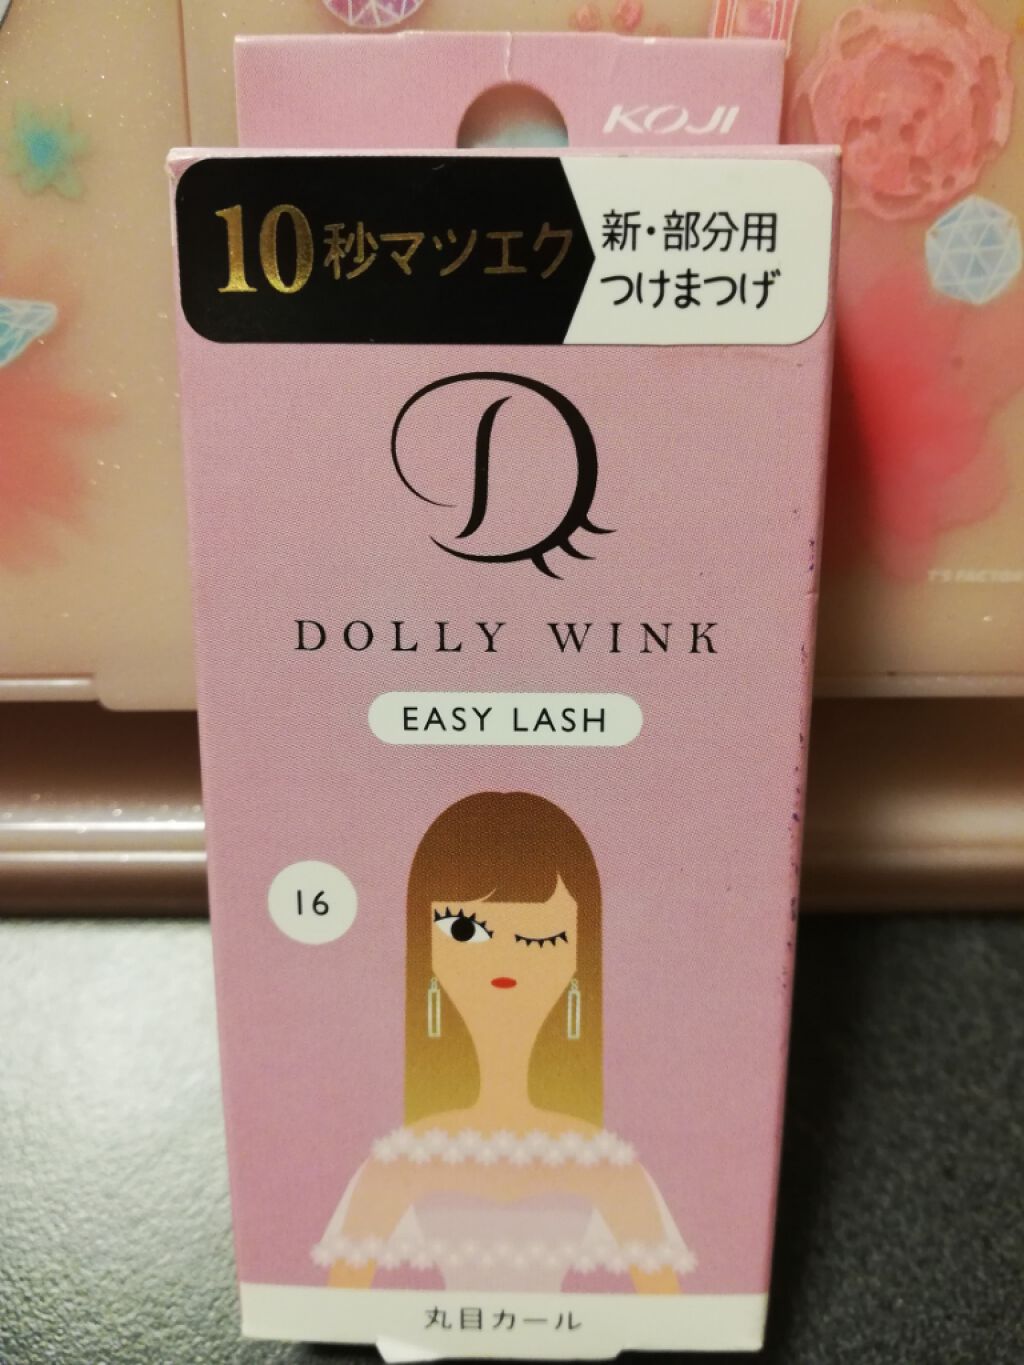 KOJI
10秒マツエク
新・部分用
つけまつげ
D
DOLLY WINK
EASY LASH
16
丸目カール
T'S FACTORY